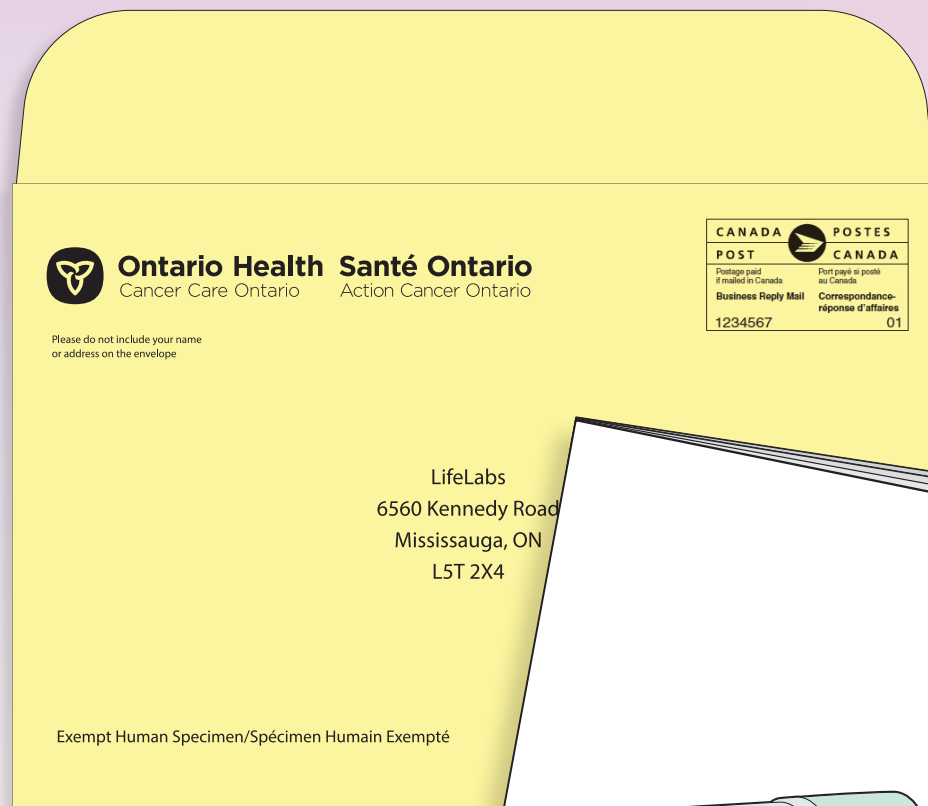 Ontario Health Santé Ontario
Cancer Care Ontario Action Cancer Ontario
Please do not include your name
or address on the envelope
CANADA POSTES
POST CANADA
Postage paid Port payé si posté
if mailed in Canada au Canada
Business Reply Mail Correspondance-
réponse d'affaires
1234567 01
LifeLabs
6560 Kennedy Road
Mississauga, ON
L5T 2X4
Exempt Human Specimen/Spécimen Humain Exempté